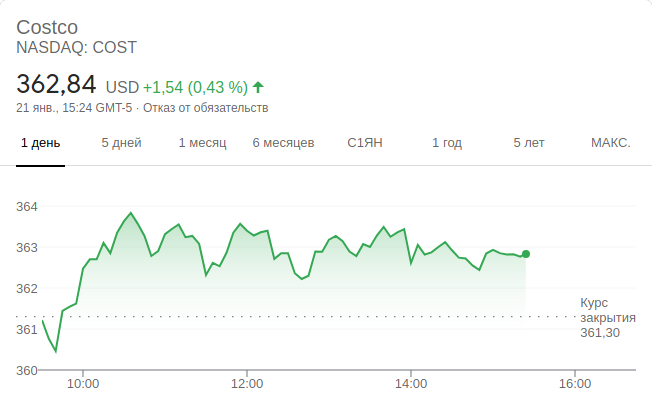 Costco
NASDAQ: COST
362,84 USD +1,54 (0,43 %)
21 янв., 15:24 GMT-5 · Отказ от обязательств
1 день 5 дней 1 месяц 6 месяцев С1ЯН 1 год 5 лет МАКС.
364
363
362
Курс
закрытия
361,30
361
360
10:00 12:00 14:00 16:00